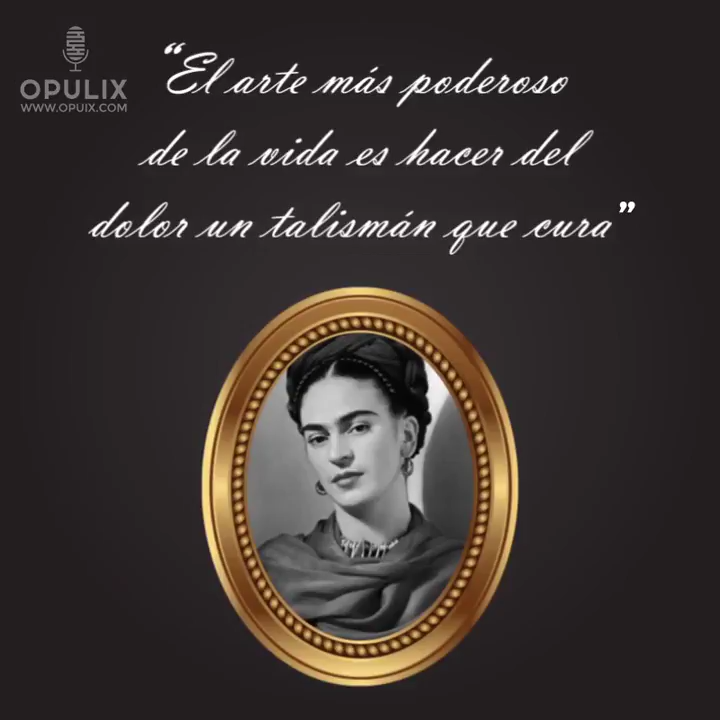 OPULIX
WWW.OPUIX.COM
“El arte más poderoso
de la vida es hacer del
dolor un talismán que cura”